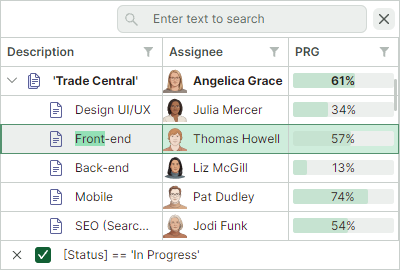 Enter text to search
Description Assignee PRG
'Trade Central' Angelica Grace 61%
Design UI/UX Julia Mercer 34%
Front-end Thomas Howell 57%
Back-end Liz McGill 13%
Mobile Pat Dudley 74%
SEO (Searc... Jodi Funk 54%
[Status] == 'In Progress'